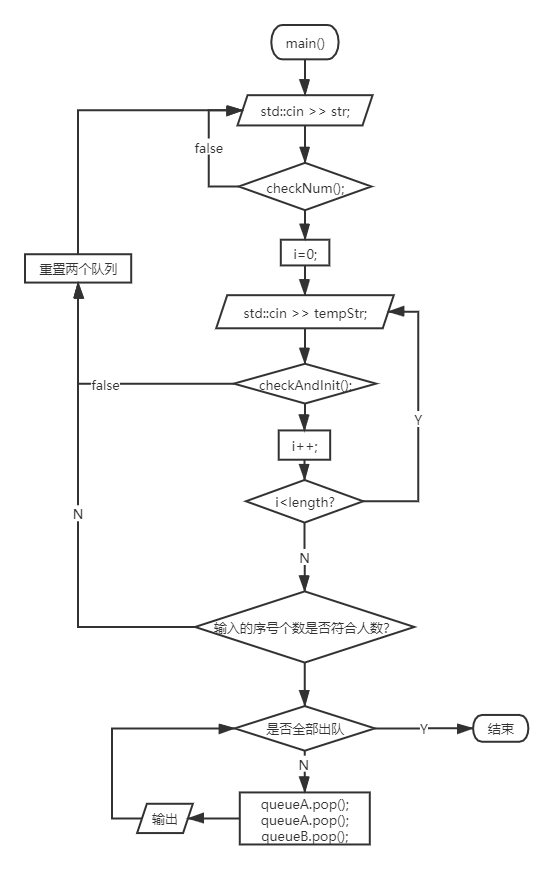 main()
std::cin >> str;
false
checkNum();
i=0;
重置两个队列
std::cin >> tempStr;
false
checkAndInit();
Y
i++;
i<length?
N
N
输入的序号个数是否符合人数?
是否全部出队
Y
结束
N
queueA.pop();
queueA.pop();
queueB.pop();
输出